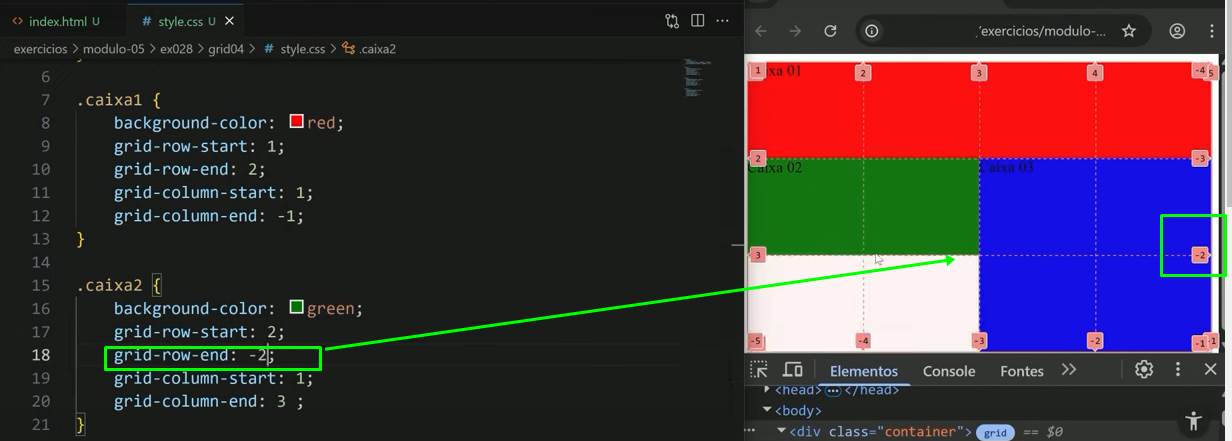 index.html U
style.css U
exercicios > modulo-05 > ex028 > grid04 > # style.css > .caixa2
6
7 .caixa1 {
8 background-color: red;
9 grid-row-start: 1;
10 grid-row-end: 2;
11 grid-column-start: 1;
12 grid-column-end: -1;
13 }
14
15 .caixa2 {
16 background-color: green;
17 grid-row-start: 2;
18 grid-row-end: -2;
19 grid-column-start: 1;
20 grid-column-end: 3 ;
21 }
/exercicios/modulo-...
1 ixa 01 2 3 4 -4 5
2 -3
Caixa 02 Caixa 03
3 -2
-5 -4 -3 -2 -1 -1
Elementos Console Fontes
<head> </head>
<body>
<div class="container"> grid == $0